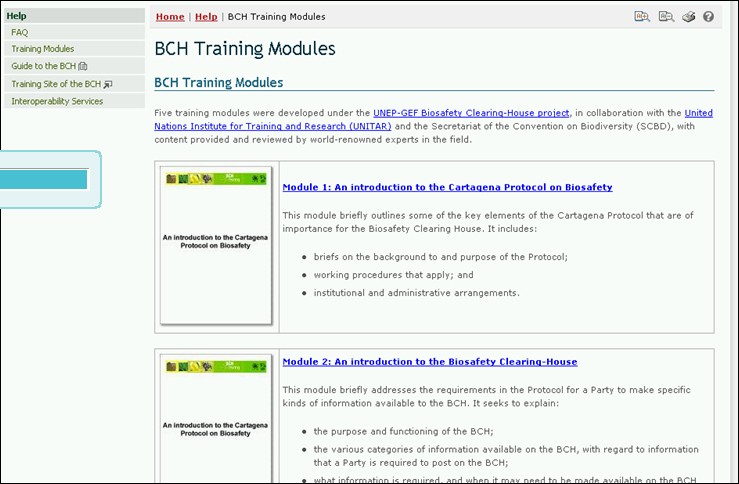 Help
FAQ
Training Modules
Guide to the BCH
Training Site of the BCH
Interoperability Services
Home | Help | BCH Training Modules
BCH Training Modules
BCH Training Modules
Five training modules were developed under the UNEP-GEF Biosafety Clearing-House project, in collaboration with the United
Nations Institute for Training and Research (UNITAR) and the Secretariat of the Convention on Biodiversity (SCBD), with
content provided and reviewed by world-renowned experts in the field.
An introduction to the Cartagena
Protocol on Biosafety
Module 1: An introduction to the Cartagena Protocol on Biosafety
This module briefly outlines some of the key elements of the Cartagena Protocol that are of
importance for the Biosafety Clearing House. It includes:
• briefs on the background to and purpose of the Protocol;
• working procedures that apply; and
• institutional and administrative arrangements.
An introduction to the Cartagena
Protocol on Biosafety
Module 2: An introduction to the Biosafety Clearing-House
This module briefly addresses the requirements in the Protocol for a Party to make specific
kinds of information available to the BCH. It seeks to explain:
• the purpose and functioning of the BCH;
• the various categories of information available on the BCH, with regard to information
that a Party is required to post on the BCH;
• what information is required, and when it may need to be made available on the BCH